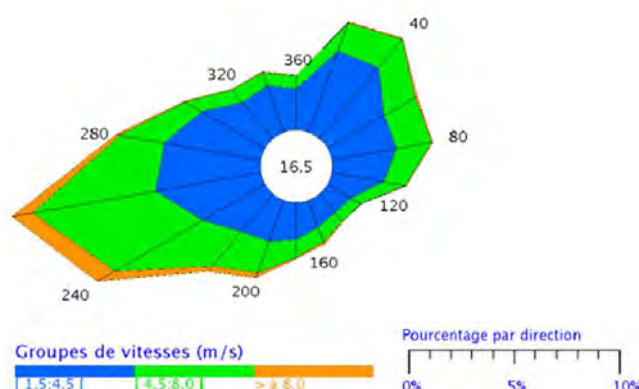 40
360
320
280
80
16.5
120
160
240
200
Groupes de vitesses (m/s)
[ 1.5;4.5 [
[ 4.5;8.0 ]
> à 8.0
Pourcentage par direction
0% 5% 10%